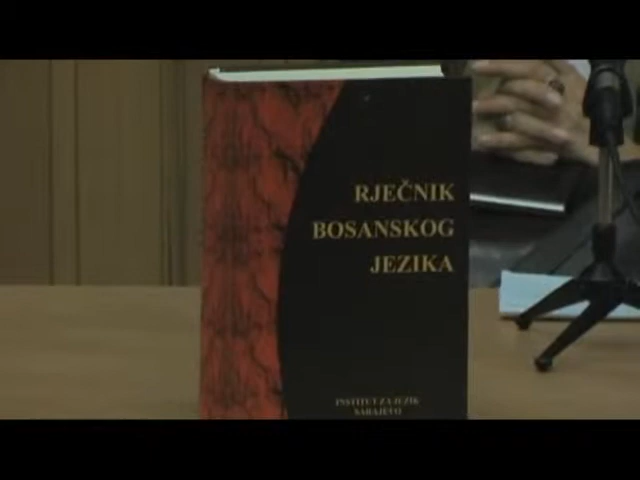 RJEČNIK
BOSANSKOG
JEZIKA
INSTITUT ZA JEZIK
SARAJEVO